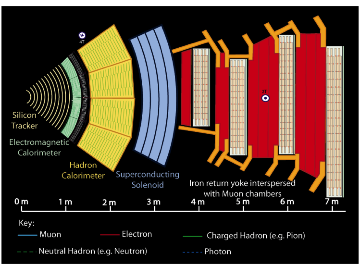 Silicon
Tracker
Electromagnetic
Calorimeter
Hadron
Calorimeter
Superconducting
Solenoid
Iron return yoke interspersed
with Muon chambers
0 m 1 m 2 m 3 m 4 m 5 m 6 m 7 m
Key:
Muon Electron Charged Hadron (e.g. Pion)
Neutral Hadron (e.g. Neutron) Photon